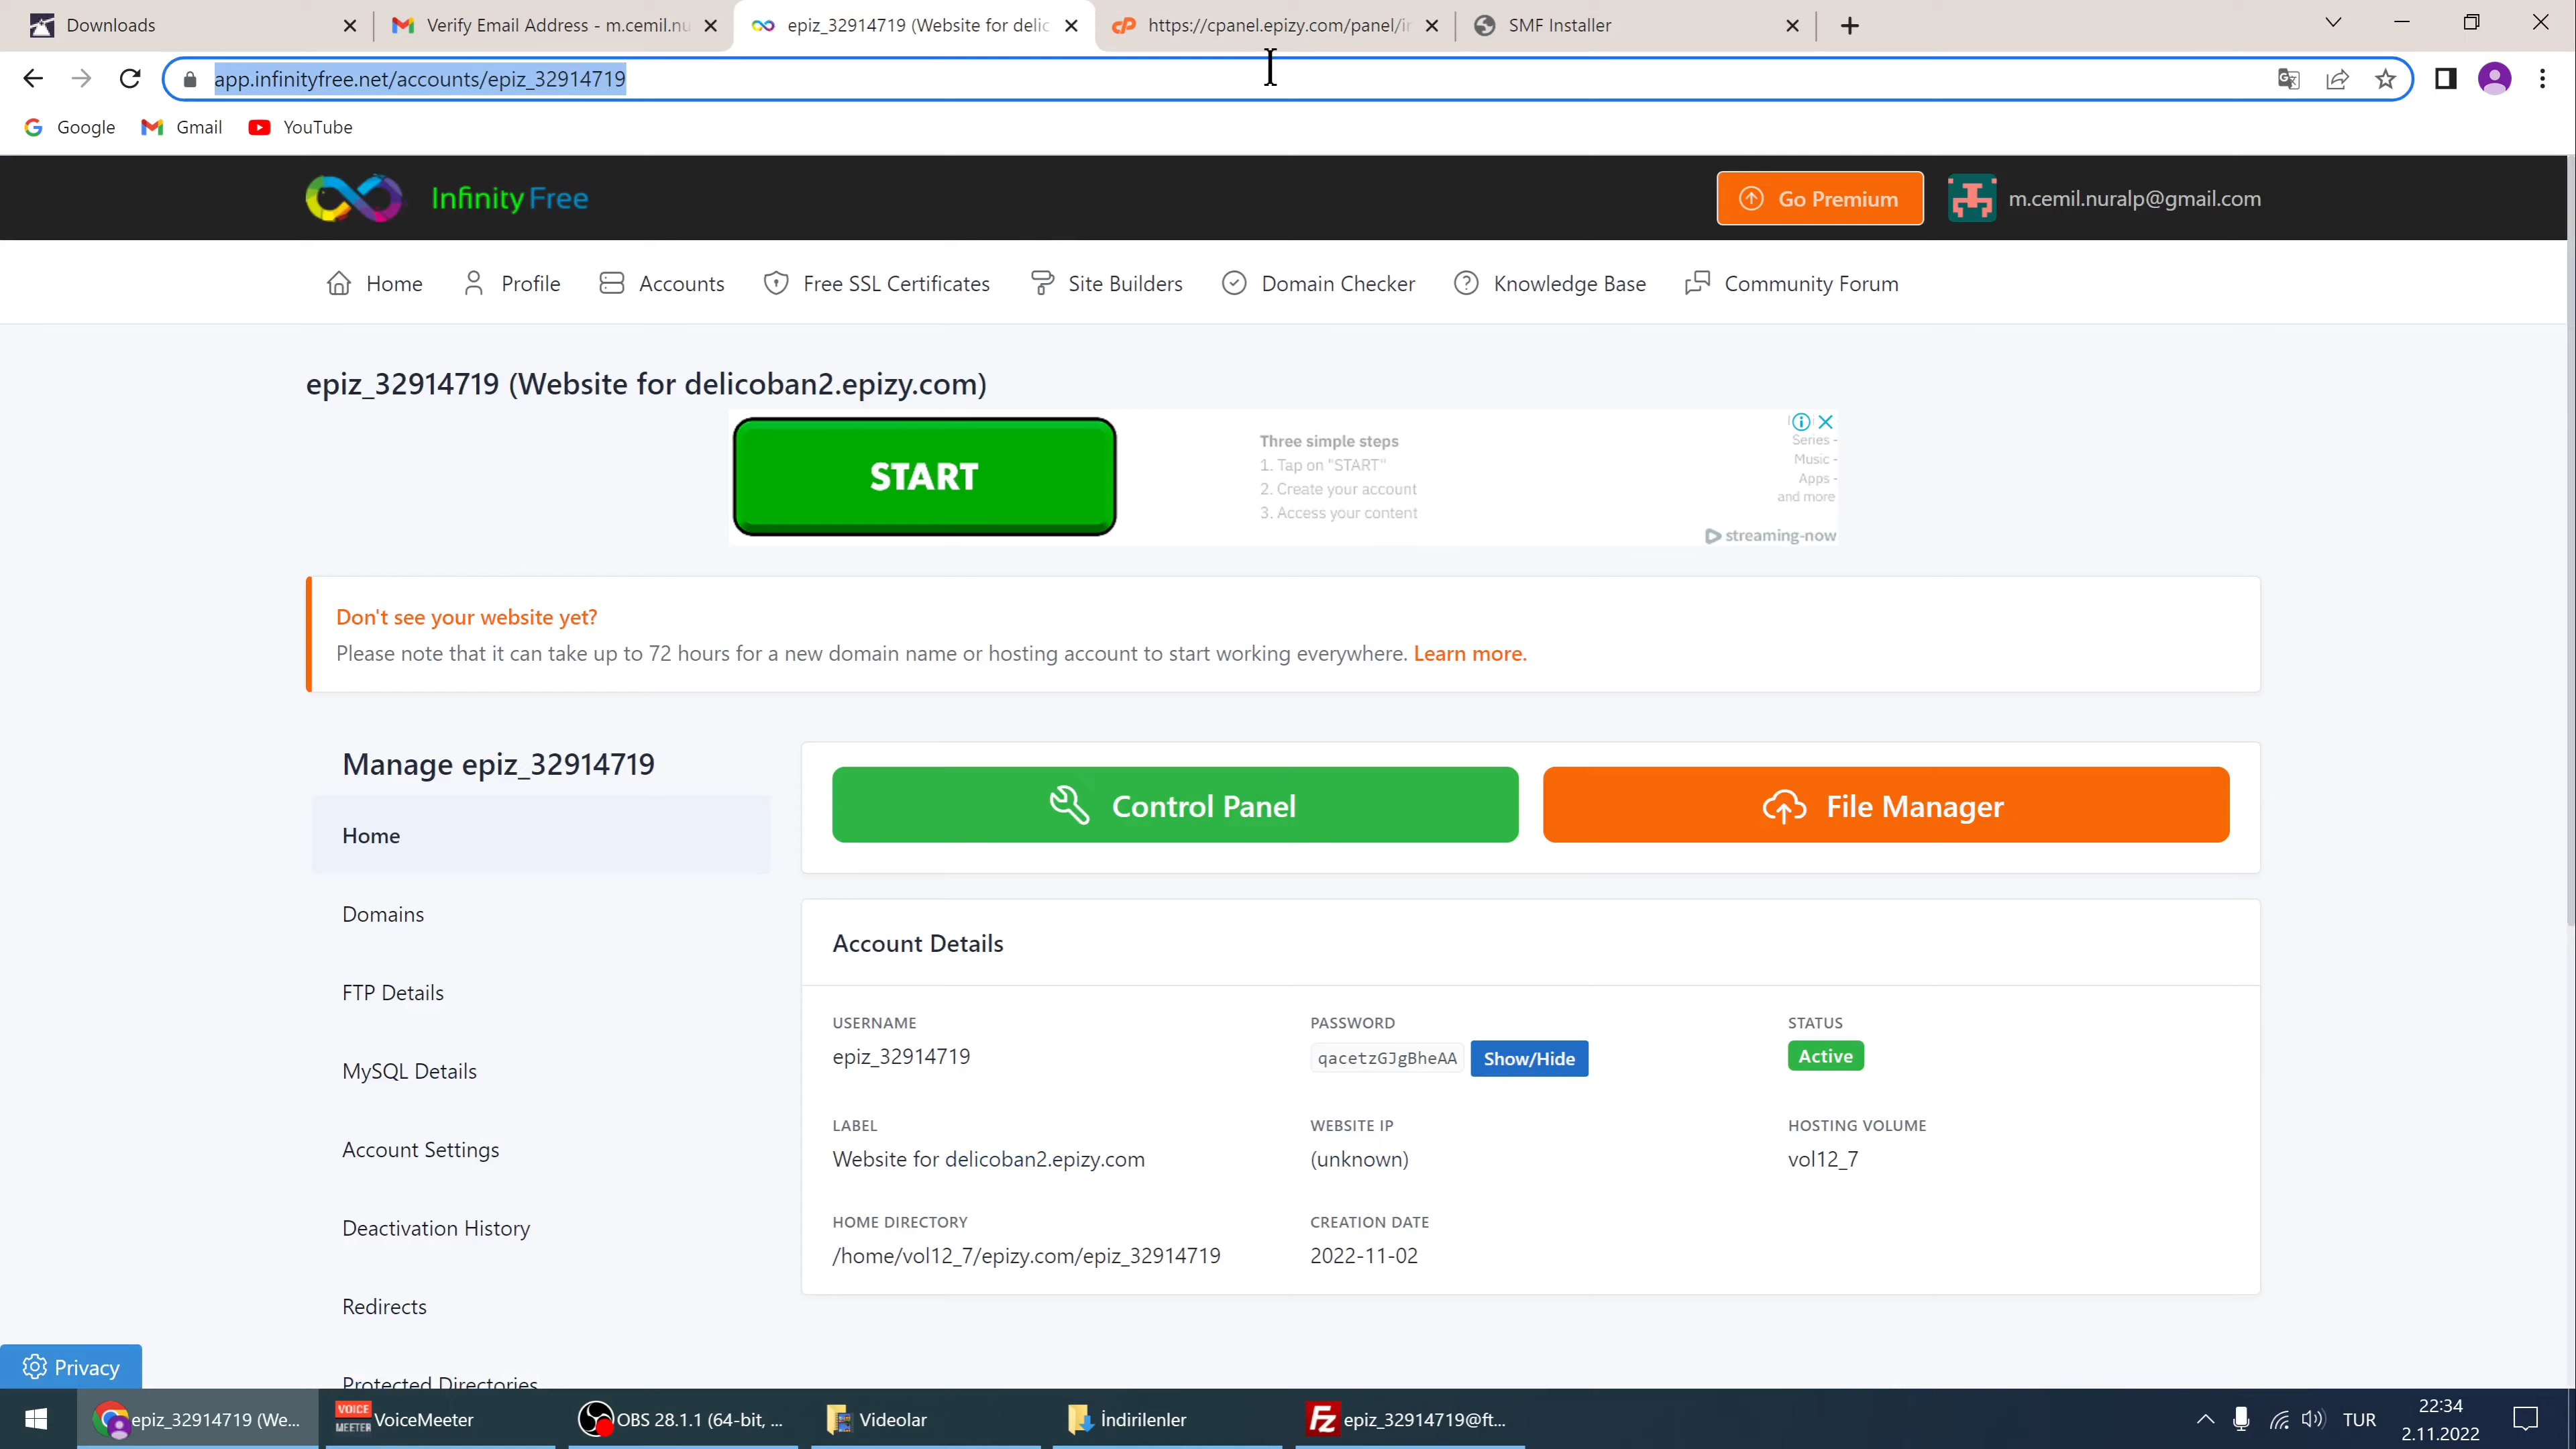 Downloads
Verify Email Address - m.cemil.nu
epiz_32914719 (Website for delic
https://cpanel.epizy.com/panel/ir
SMF Installer
app.infinityfree.net/accounts/epiz_32914719
Google
Gmail
YouTube
Infinity Free
Go Premium
m.cemil.nuralp@gmail.com
Home
Profile
Accounts
Free SSL Certificates
Site Builders
Domain Checker
Knowledge Base
Community Forum
epiz_32914719 (Website for delicoban2.epizy.com)
START
Three simple steps
1. Tap on "START"
2. Create your account
3. Access your content
Series -
Music -
Apps -
and more
streaming-now
Don't see your website yet?
Please note that it can take up to 72 hours for a new domain name or hosting account to start working everywhere. Learn more.
Manage epiz_32914719
Home
Domains
FTP Details
MySQL Details
Account Settings
Deactivation History
Redirects
Protected Directories
Control Panel
File Manager
Account Details
USERNAME
epiz_32914719
PASSWORD
qacetzGJgBheAA
Show/Hide
STATUS
Active
LABEL
Website for delicoban2.epizy.com
WEBSITE IP
(unknown)
HOSTING VOLUME
vol12_7
HOME DIRECTORY
/home/vol12_7/epizy.com/epiz_32914719
CREATION DATE
2022-11-02
Privacy
epiz_32914719 (We...
VOICE
MEETER
VoiceMeeter
OBS 28.1.1 (64-bit, ...
Videolar
İndirilenler
Fz
epiz_32914719@ft...
TUR
22:34
2.11.2022